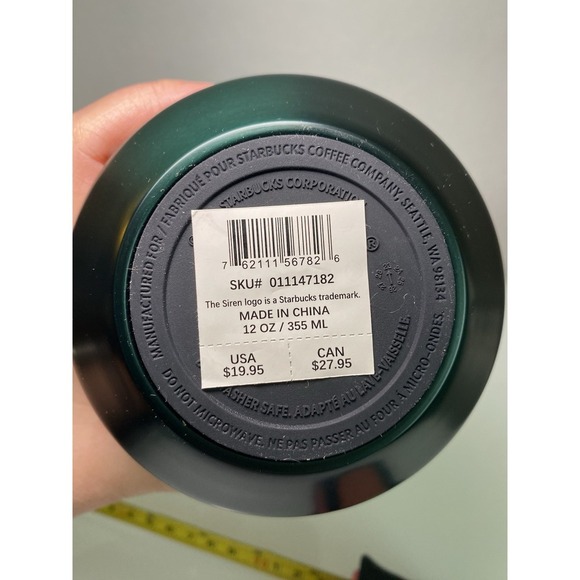 MANUFACTURED FOR / FABRIQUÉ POUR STARBUCKS COFFEE COMPANY, SEATTLE, WA 98134
STARBUCKS CORPORATION
®
7 62111 56782 6
SKU# 011147182
The Siren logo is a Starbucks trademark.
MADE IN CHINA
12 OZ / 355 ML
USA
$19.95
CAN
$27.95
SAFE. ADAPTÉ AU LAVE-VAISSELLE.
DO NOT MICROWAVE. NE PAS PASSER AU FOUR À MICRO-ONDES.